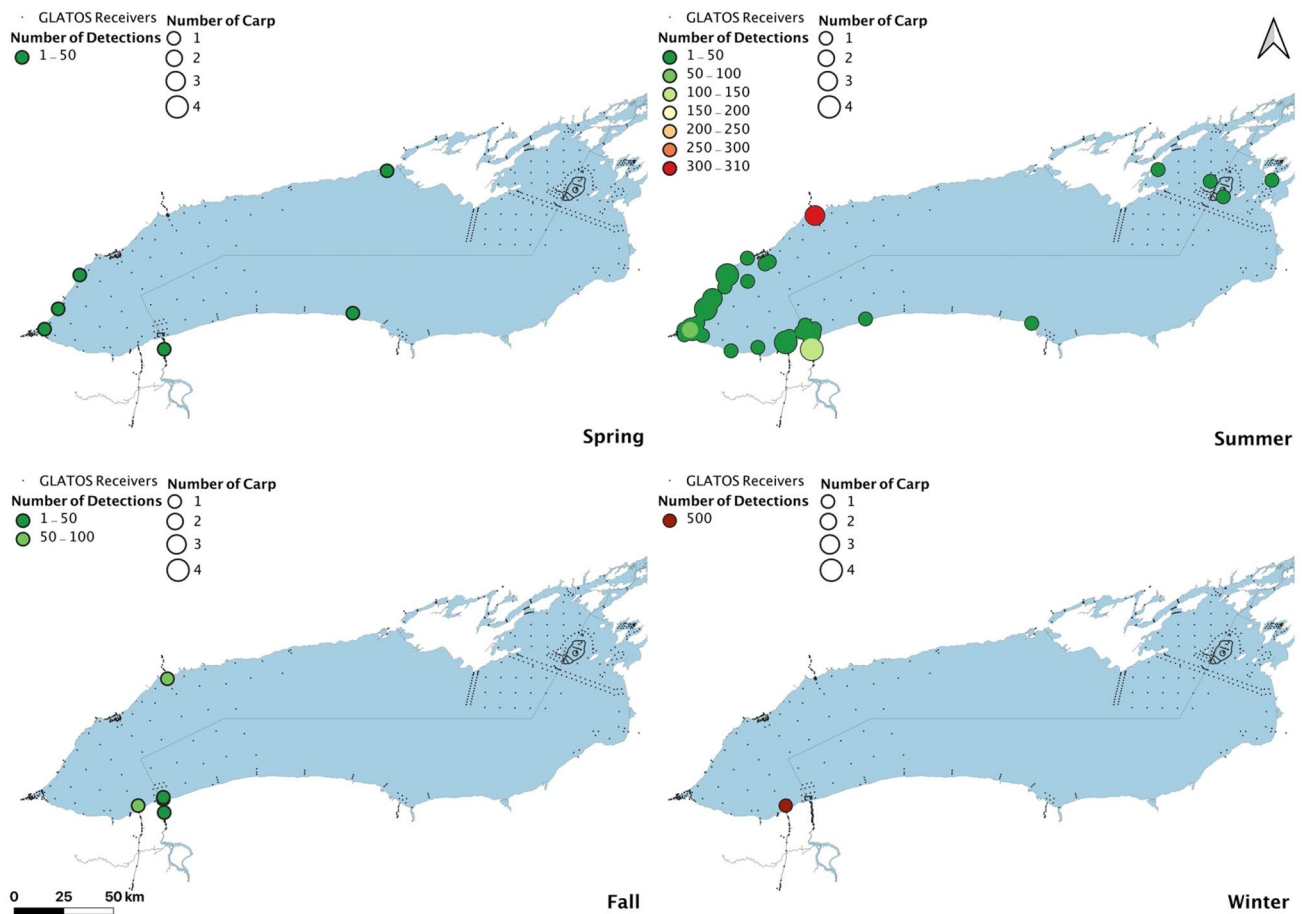 GLATOS Receivers
Number of Detections
1 – 50
Number of Carp
1
2
3
4
Spring
GLATOS Receivers
Number of Detections
1 – 50
50 – 100
100 – 150
150 – 200
200 – 250
250 – 300
300 – 310
Number of Carp
1
2
3
4
Summer
GLATOS Receivers
Number of Detections
1 – 50
50 – 100
Number of Carp
1
2
3
4
0 25 50 km
Fall
GLATOS Receivers
Number of Detections
500
Number of Carp
1
2
3
4
Winter